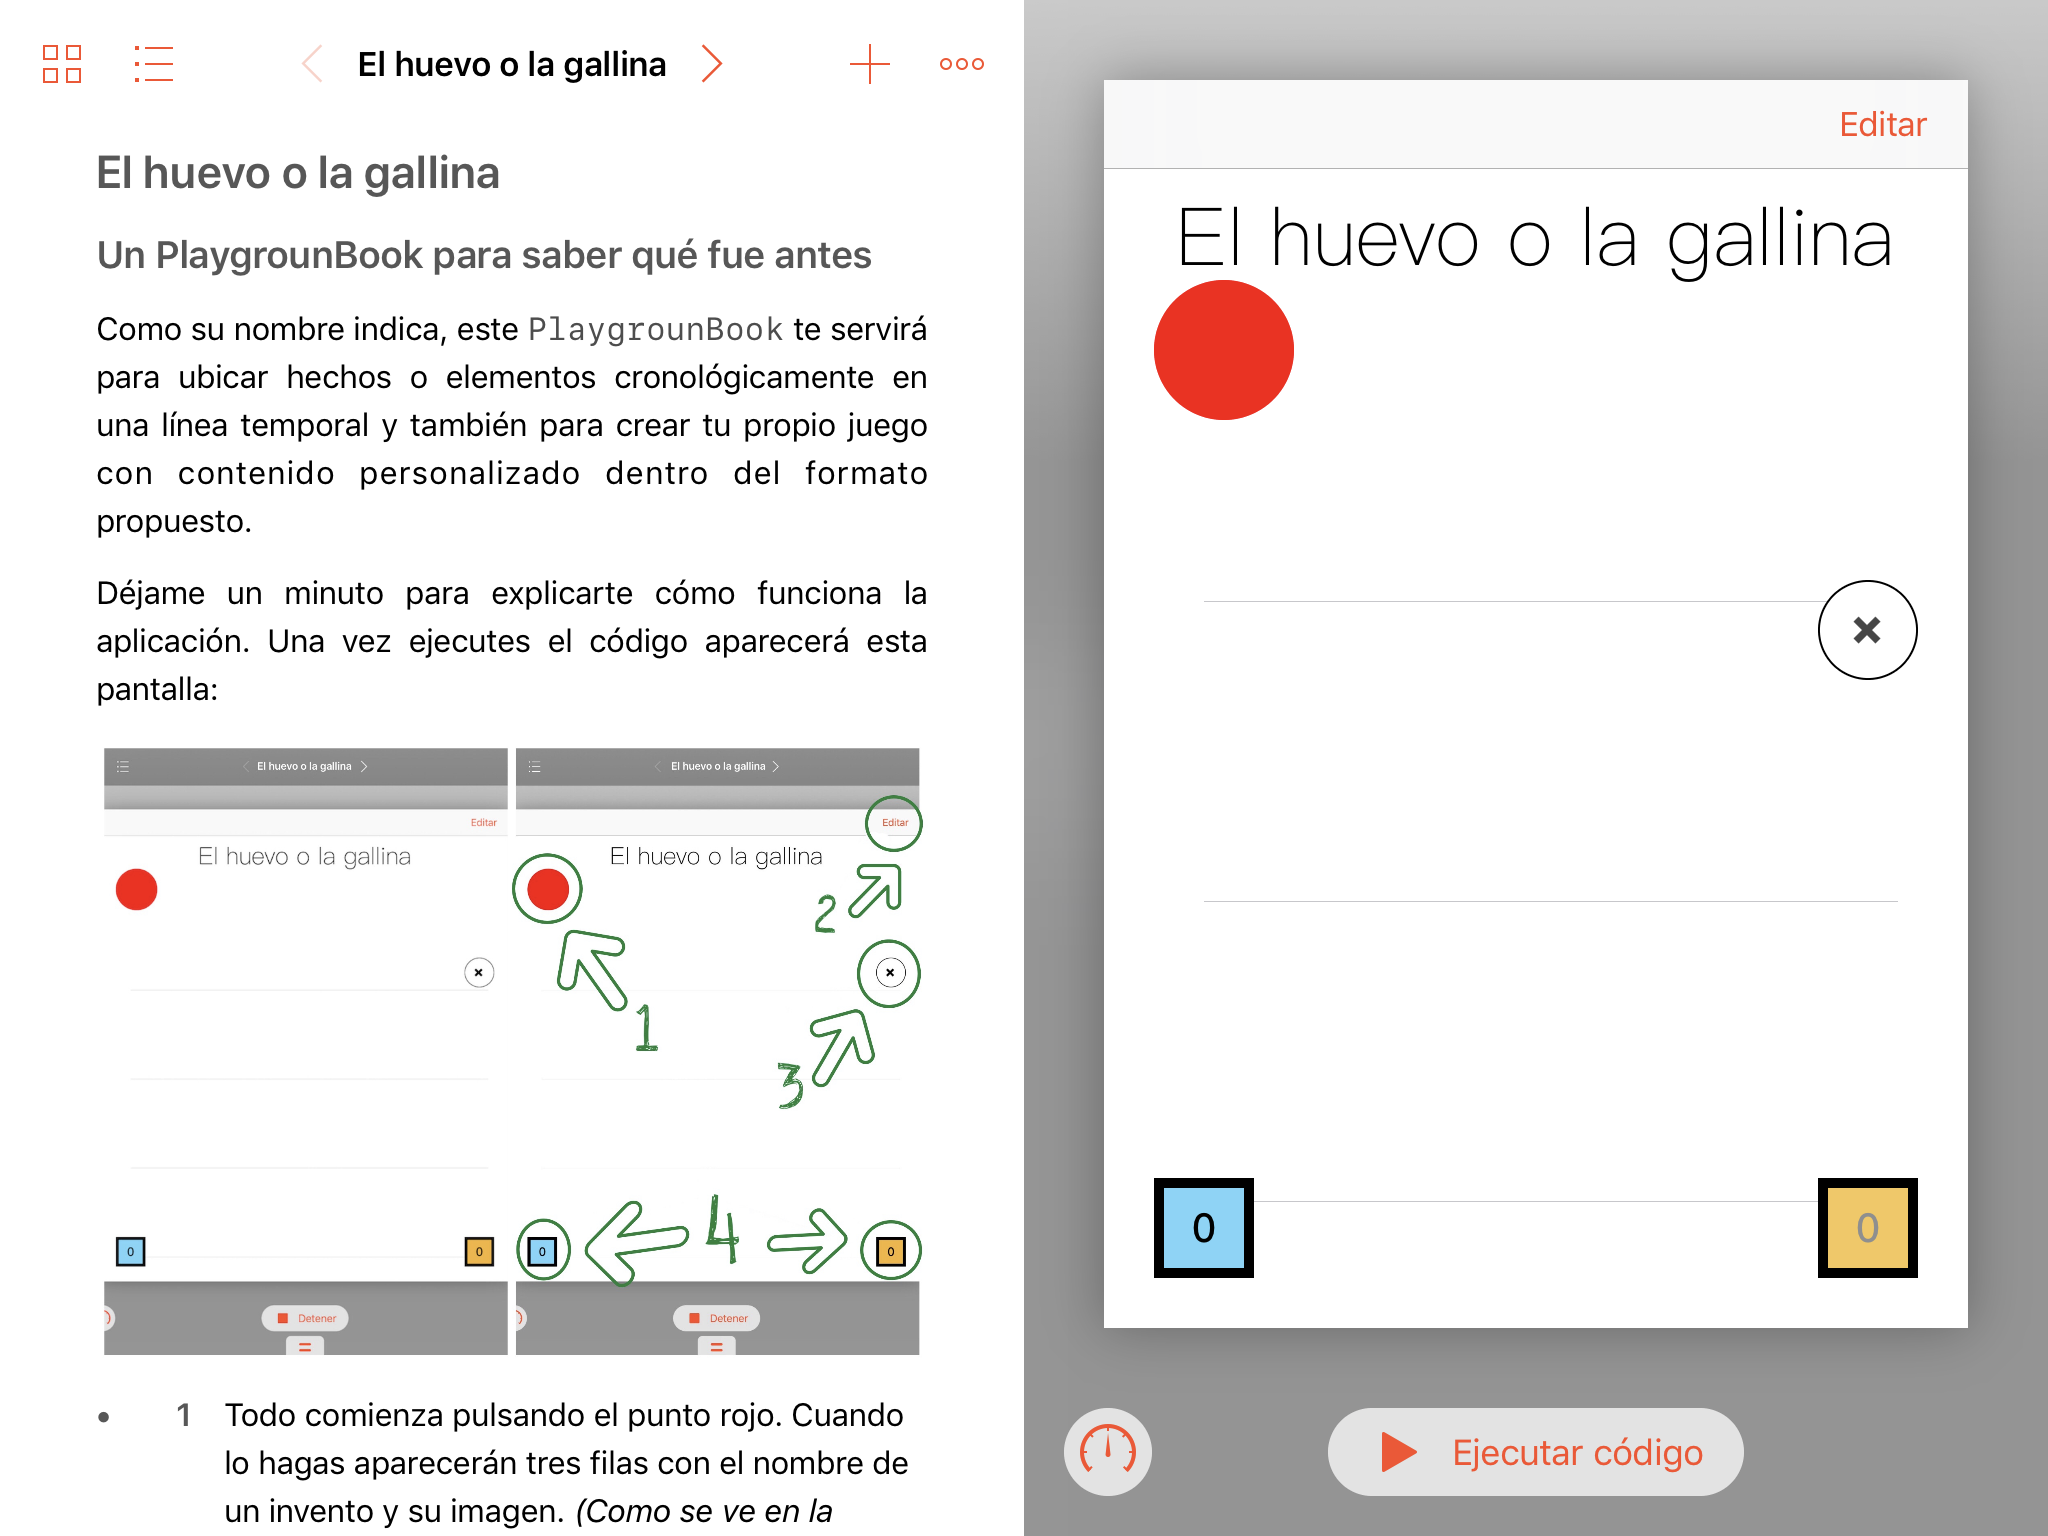 El huevo o la gallina
El huevo o la gallina
Un PlaygrounBook para saber qué fue antes
Como su nombre indica, este PlaygrounBook te servirá
para ubicar hechos o elementos cronológicamente en
una línea temporal y también para crear tu propio juego
con contenido personalizado dentro del formato
propuesto.
Déjame un minuto para explicarte cómo funciona la
aplicación. Una vez ejecutes el código aparecerá esta
pantalla:
El huevo o la gallina
Editar
El huevo o la gallina
0
0
Detener
El huevo o la gallina
Editar
El huevo o la gallina
2
1
3
4
0
0
Detener
• 1 Todo comienza pulsando el punto rojo. Cuando
lo hagas aparecerán tres filas con el nombre de
un invento y su imagen. (Como se ve en la
Editar
El huevo o la gallina
0
0
Ejecutar código